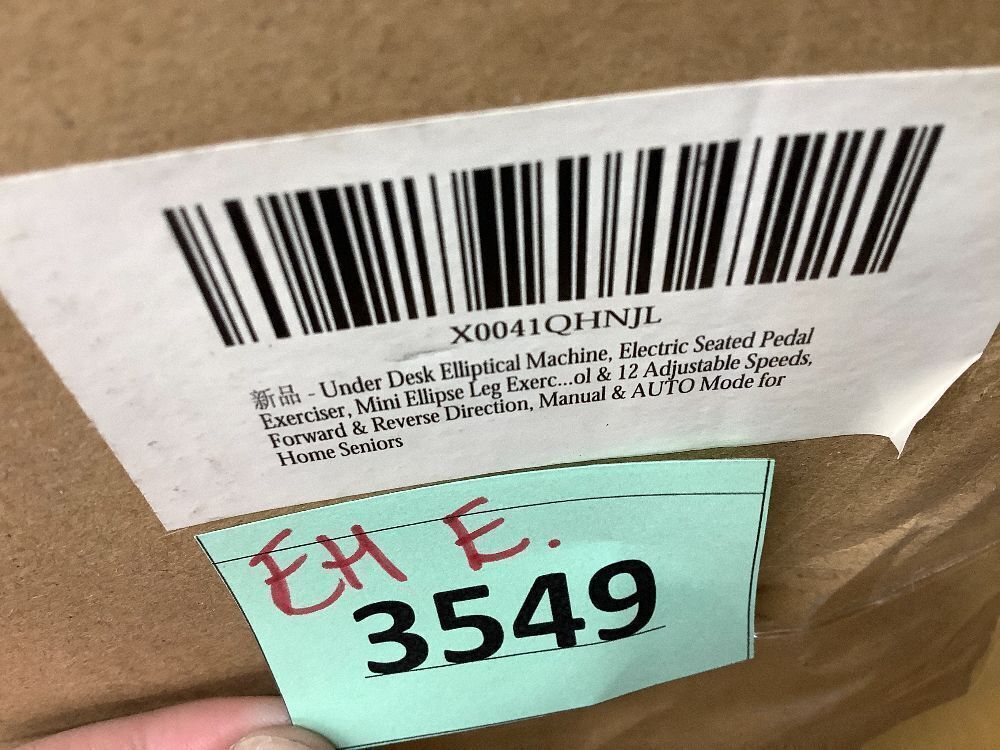 X0041QHNJL
新品 - Under Desk Elliptical Machine, Electric Seated Pedal
Exerciser, Mini Ellipse Leg Exerc...ol & 12 Adjustable Speeds,
Forward & Reverse Direction, Manual & AUTO Mode for
Home Seniors
EH E.
3549